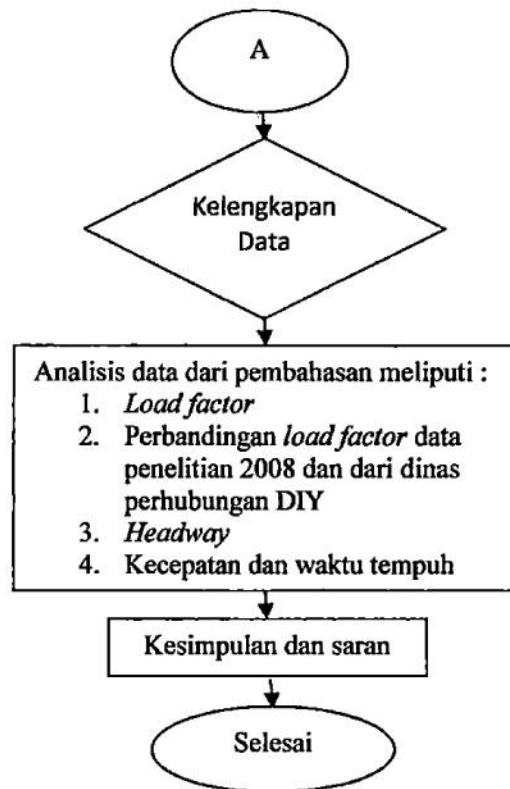 A
Kelengkapan
Data
Analisis data dari pembahasan meliputi :
1. Load factor
2. Perbandingan load factor data
penelitian 2008 dan dari dinas
perhubungan DIY
3. Headway
4. Kecepatan dan waktu tempuh
Kesimpulan dan saran
Selesai